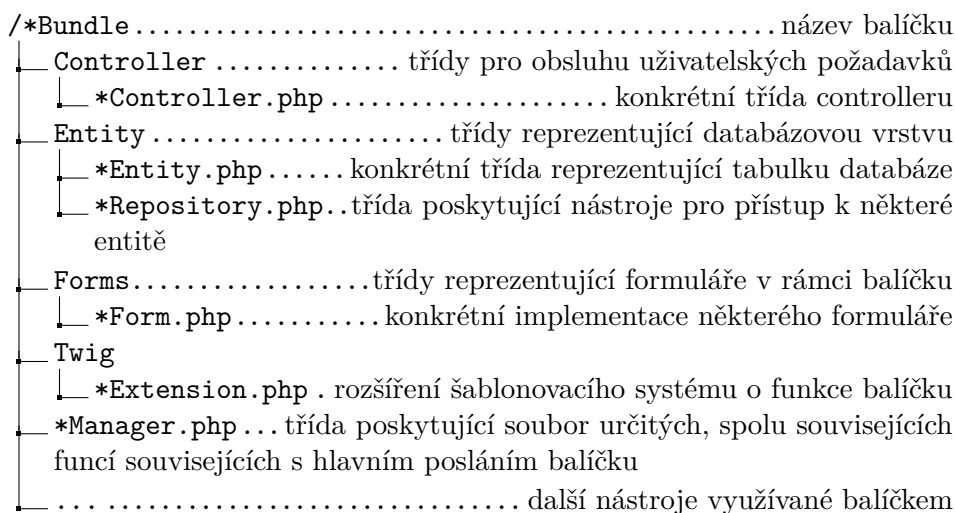 /*Bundle.................................................název balíčku
Controller..............třídy pro obsluhu uživatelských požadavků
*Controller.php.....................konkrétní třída controlleru
Entity......................třídy reprezentující databázovou vrstvu
*Entity.php......konkrétní třída reprezentující tabulku databáze
*Repository.php..třída poskytující nástroje pro přístup k některé
entitě
Forms..................třídy reprezentující formuláře v rámci balíčku
*Form.php...........konkrétní implementace některého formuláře
Twig
*Extension.php . rozšíření šablonovacího systému o funkce balíčku
*Manager.php...třída poskytující soubor určitých, spolu souvisejících
funcí souvisejících s hlavním posláním balíčku
... ...............................další nástroje využívané balíčkem